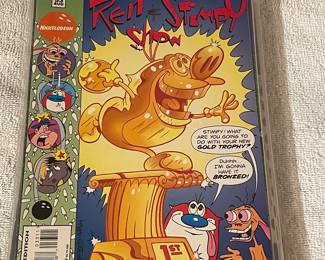 Ren & Stimpy
Show
NICKELODEON
STIMPY! WHAT
ARE YOU GOING
TO DO WITH YOUR NEW
GOLD TROPHY?
DUHHH..
I'M GONNA
HAVE IT
BRONZED!
1ST
EDITION